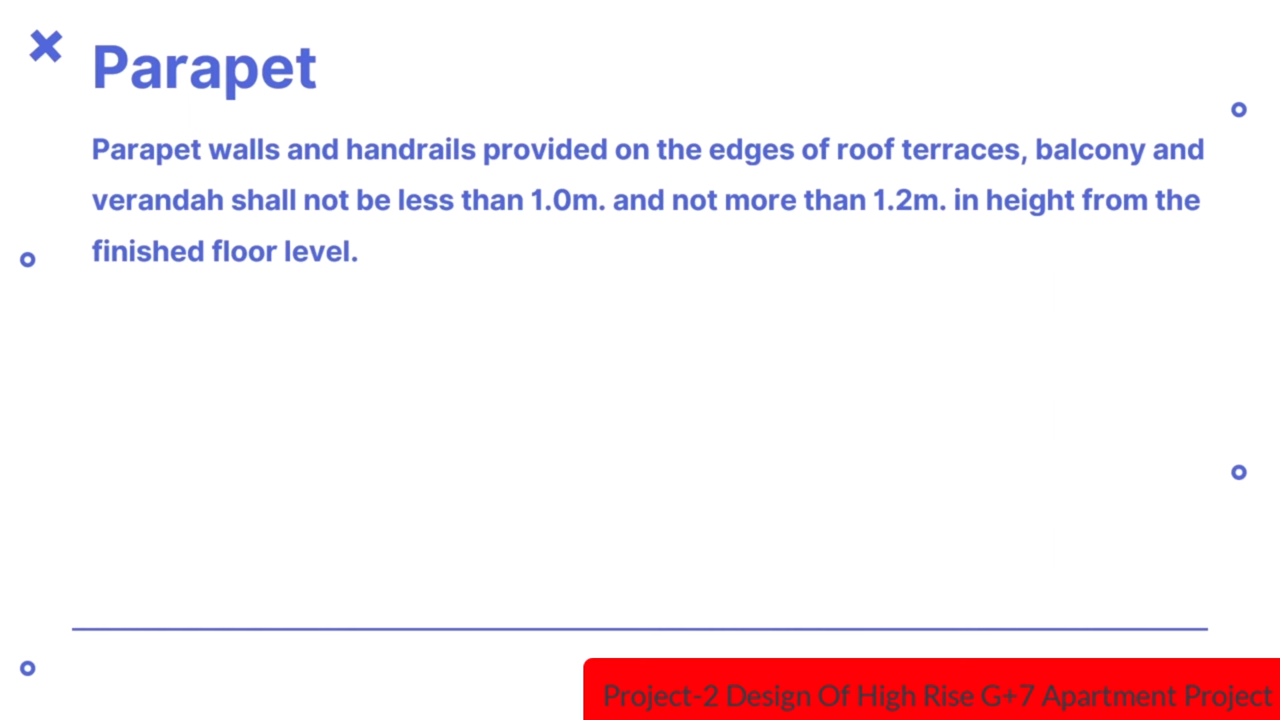 Parapet
Parapet walls and handrails provided on the edges of roof terraces, balcony and
verandah shall not be less than 1.0m. and not more than 1.2m. in height from the
finished floor level.
Project-2 Design Of High Rise G+7 Apartment Project